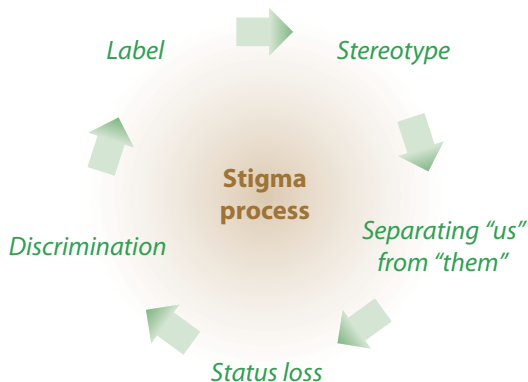 Label
Stereotype
Stigma
process
Separating “us”
from “them”
Status loss
Discrimination